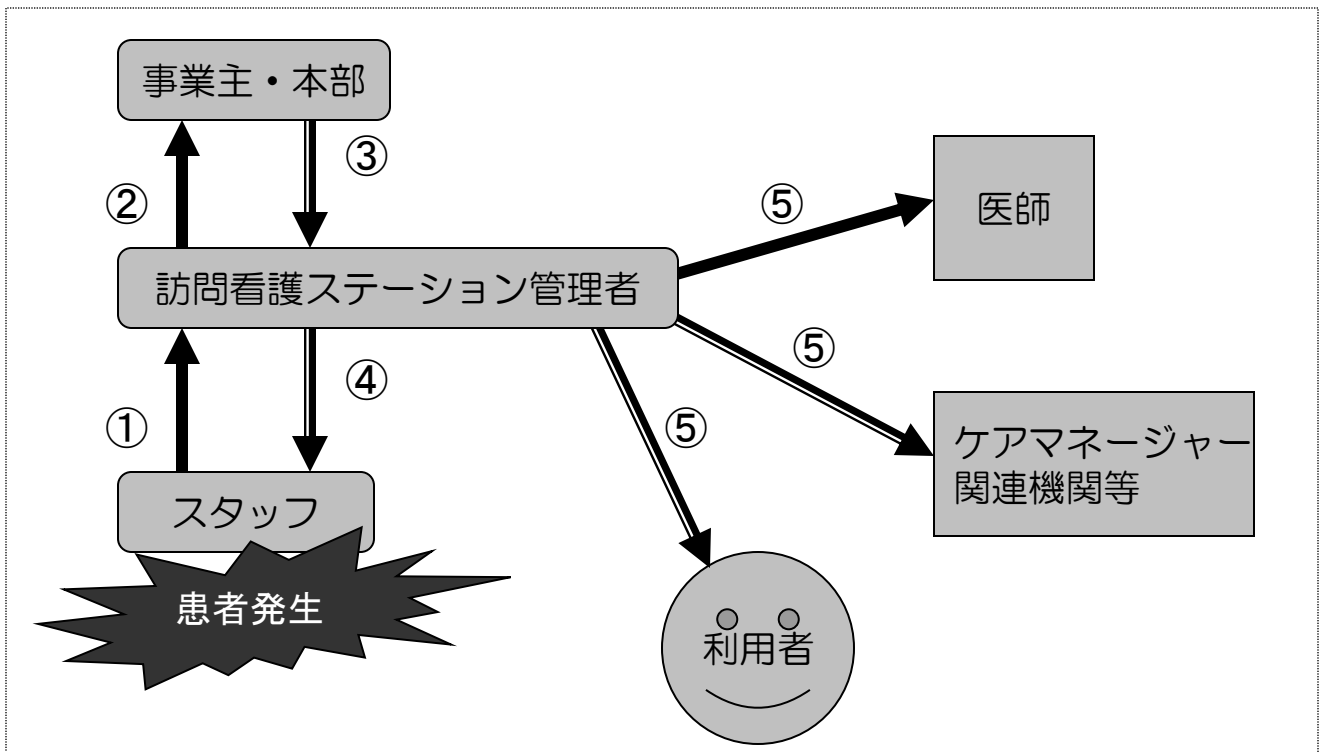 事業主・本部
③
②
⑤
医師
訪問看護ステーション管理者
④
⑤
①
⑤
ケアマネージャー
関連機関等
スタッフ
患者発生
利用者